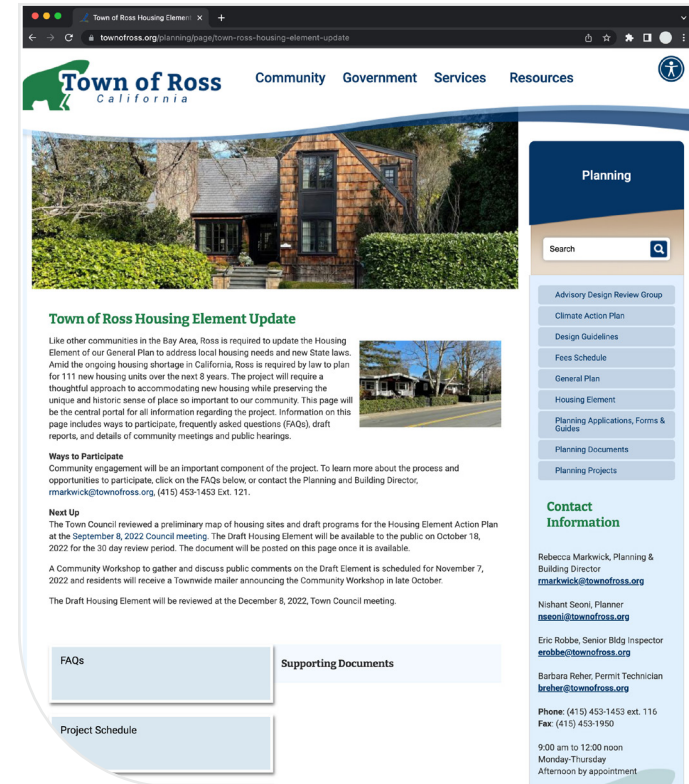 Town of Ross Housing Element
townofross.org/planning/page/town-ross-housing-element-update
Town of Ross
California
Community Government Services Resources
Planning
Search
Advisory Design Review Group
Climate Action Plan
Design Guidelines
Fees Schedule
General Plan
Housing Element
Planning Applications, Forms &
Guides
Planning Documents
Planning Projects
Town of Ross Housing Element Update
Like other communities in the Bay Area, Ross is required to update the Housing
Element of our General Plan to address local housing needs and new State laws.
Amid the ongoing housing shortage in California, Ross is required by law to plan
for 111 new housing units over the next 8 years. The project will require a
thoughtful approach to accommodating new housing while preserving the
unique and historic sense of place so important to our community. This page will
be the central portal for all information regarding the project. Information on this
page includes ways to participate, frequently asked questions (FAQs), draft
reports, and details of community meetings and public hearings.
Ways to Participate
Community engagement will be an important component of the project. To learn more about the process and
opportunities to participate, click on the FAQs below, or contact the Planning and Building Director,
rmarkwick@townofross.org, (415) 453-1453 Ext. 121.
Next Up
The Town Council reviewed a preliminary map of housing sites and draft programs for the Housing Element Action Plan
at the September 8, 2022 Council meeting. The Draft Housing Element will be available to the public on October 18,
2022 for the 30 day review period. The document will be posted on this page once it is available.
A Community Workshop to gather and discuss public comments on the Draft Element is scheduled for November 7,
2022 and residents will receive a Townwide mailer announcing the Community Workshop in late October.
The Draft Housing Element will be reviewed at the December 8, 2022, Town Council meeting.
FAQs
Supporting Documents
Project Schedule
Contact
Information
Rebecca Markwick, Planning &
Building Director
rmarkwick@townofross.org
Nishant Seoni, Planner
nseoni@townofross.org
Eric Robbe, Senior Bldg Inspector
erobbe@townofross.org
Barbara Reher, Permit Technician
breher@townofross.org
Phone: (415) 453-1453 ext. 116
Fax: (415) 453-1950
9:00 am to 12:00 noon
Monday-Thursday
Afternoon by appointment